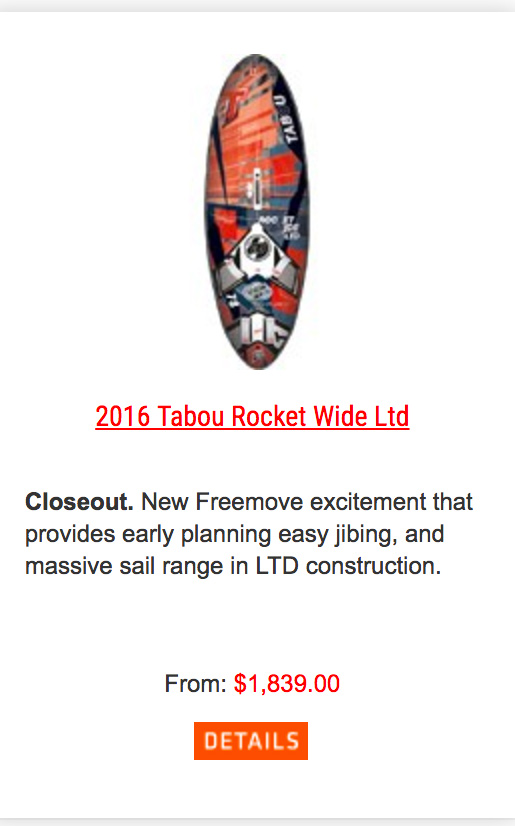 TAB U
2016 Tabou Rocket Wide Ltd
Closeout. New Freemove excitement that
provides early planning easy jibing, and
massive sail range in LTD construction.
From: $1,839.00
DETAILS